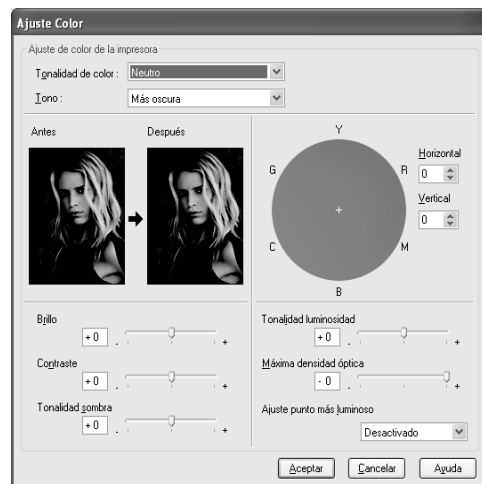 Ajuste Color
Ajuste de color de la impresora
Tonalidad de color :
Neutro
Tono :
Más oscura
Antes
Después
Y
G
R
C
M
B
Horizontal
0
Vertical
0
Brillo
+ 0
- +
Contraste
+ 0
- +
Tonalidad sombra
+ 0
- +
Tonalidad luminosidad
+ 0
- +
Máxima densidad óptica
- 0
- +
Ajuste punto más luminoso
Desactivado
Aceptar
Cancelar
Ayuda